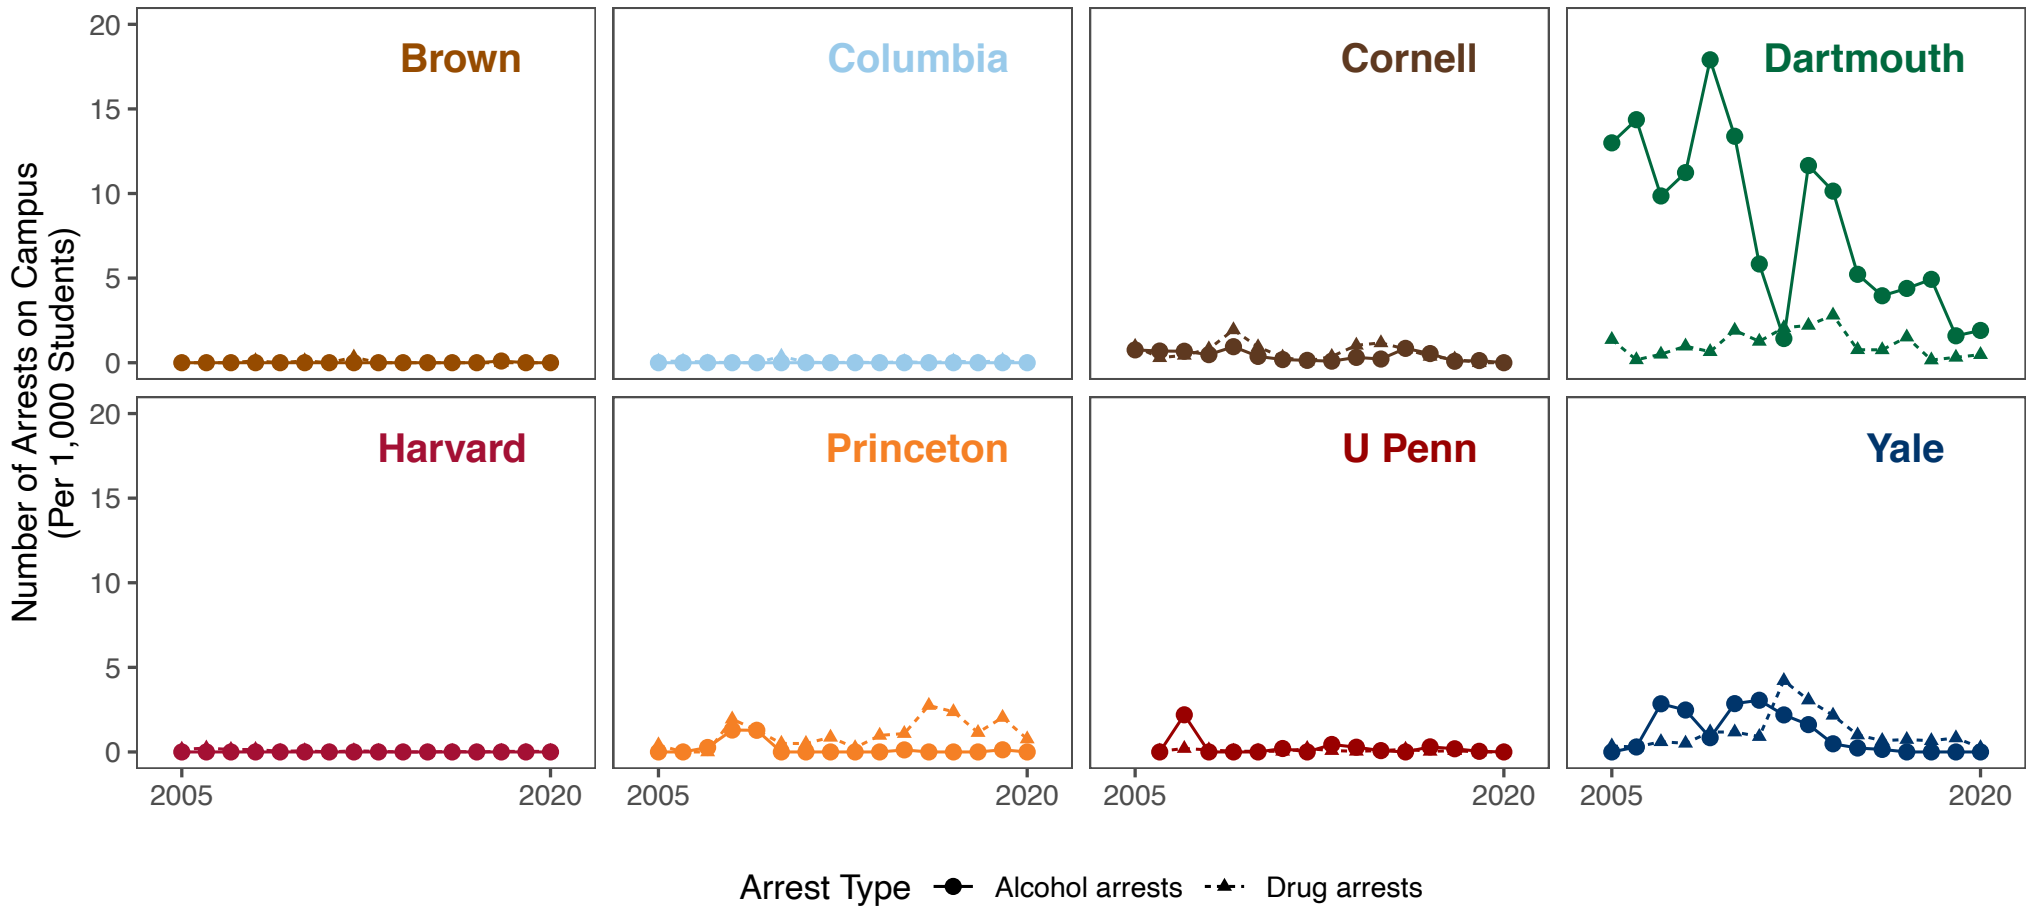 Number of Arrests on Campus
(Per 1,000 Students)
20
15
10
5
0
Brown
Columbia
Cornell
Dartmouth
20
15
10
5
0
Harvard
Princeton
U Penn
Yale
2005
2020
2005
2020
2005
2020
2005
2020
Arrest Type
Alcohol arrests
Drug arrests